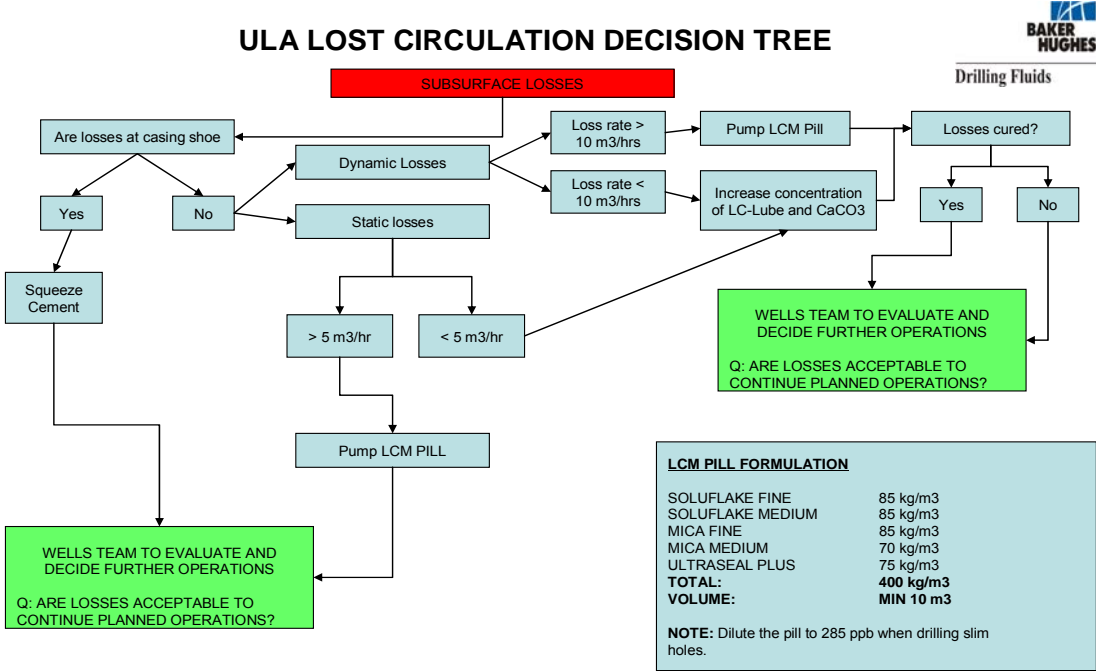 ULA LOST CIRCULATION DECISION TREE
BAKER
HUGHES
Drilling Fluids
SUBSURFACE LOSSES
Are losses at casing shoe
Yes
No
Squeeze
Cement
Dynamic Losses
Static losses
Loss rate >
10 m3/hrs
Loss rate <
10 m3/hrs
Pump LCM Pill
Increase concentration
of LC-Lube and CaCO3
Losses cured?
Yes
No
> 5 m3/hr
< 5 m3/hr
Pump LCM PILL
WELLS TEAM TO EVALUATE AND
DECIDE FURTHER OPERATIONS
Q: ARE LOSSES ACCEPTABLE TO
CONTINUE PLANNED OPERATIONS?
WELLS TEAM TO EVALUATE AND
DECIDE FURTHER OPERATIONS
Q: ARE LOSSES ACCEPTABLE TO
CONTINUE PLANNED OPERATIONS?
LCM PILL FORMULATION
SOLUFLAKE FINE 85 kg/m3
SOLUFLAKE MEDIUM 85 kg/m3
MICA FINE 85 kg/m3
MICA MEDIUM 70 kg/m3
ULTRASEAL PLUS 75 kg/m3
TOTAL: 400 kg/m3
VOLUME: MIN 10 m3
NOTE: Dilute the pill to 285 ppb when drilling slim
holes.